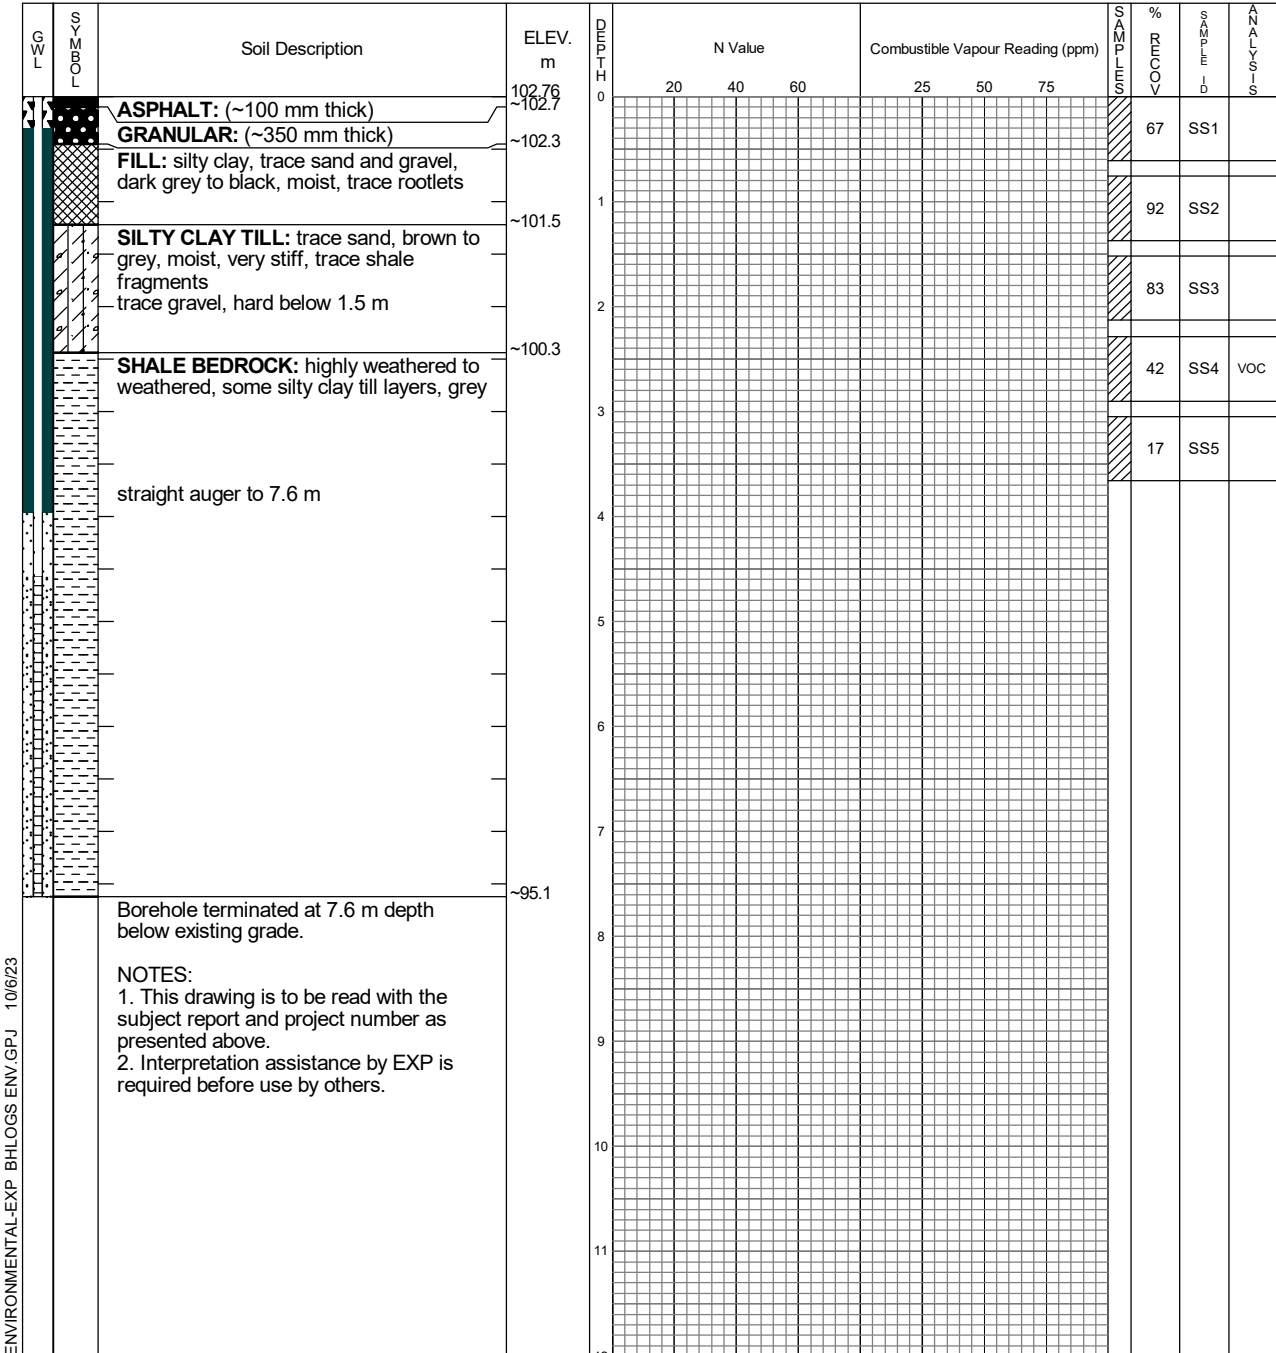 GWL
SYMBOL
Soil Description
ELEV.
m
DEPTH
N Value
Combustible Vapour Reading (ppm)
SAMPLES
% RECOV
SAMPLE ID
ANALYSIS
20 40 60
25 50 75
102.76
0
ASPHALT: (~100 mm thick)
~102.7
67 SS1
GRANULAR: (~350 mm thick)
~102.3
FILL: silty clay, trace sand and gravel,
dark grey to black, moist, trace rootlets
1
92 SS2
~101.5
SILTY CLAY TILL: trace sand, brown to
grey, moist, very stiff, trace shale
fragments
83 SS3
trace gravel, hard below 1.5 m
2
~100.3
SHALE BEDROCK: highly weathered to
42 SS4 VOC
weathered, some silty clay till layers, grey
3
17 SS5
straight auger to 7.6 m
4
5
6
7
~95.1
Borehole terminated at 7.6 m depth
below existing grade.
8
NOTES:
1. This drawing is to be read with the
subject report and project number as
presented above.
9
2. Interpretation assistance by EXP is
required before use by others.
10
11
ENVIRONMENTAL-EXP BHLOGS ENV.GPJ 10/6/23